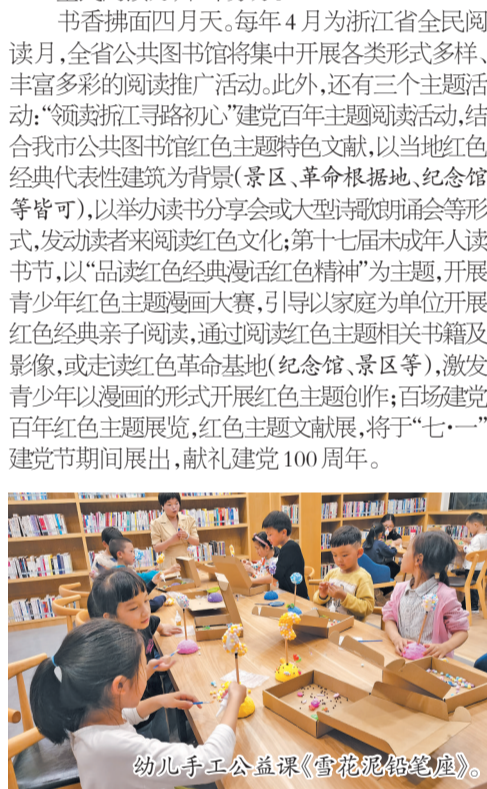 书香拂面四月天。每年4月为浙江省全民阅
读月,全省公共图书馆将集中开展各类形式多样、
丰富多彩的阅读推广活动。此外,还有三个主题活
动:“领读浙江寻路初心”建党百年主题阅读活动,结
合我市公共图书馆红色主题特色文献,以当地红色
经典代表性建筑为背景(景区、革命根据地、纪念馆
等皆可),以举办读书分享会或大型诗歌朗诵会等形
式,发动读者来阅读红色文化;第十七届未成年人读
书节,以“品读红色经典漫话红色精神”为主题,开展
青少年红色主题漫画大赛,引导以家庭为单位开展
红色经典亲子阅读,通过阅读红色主题相关书籍及
影像,或走读红色革命基地(纪念馆、景区等),激发
青少年以漫画的形式开展红色主题创作;百场建党
百年红色主题展览,红色主题文献展,将于“七·一”
建党节期间展出,献礼建党100周年。
幼儿手工公益课《雪花泥铅笔座》。